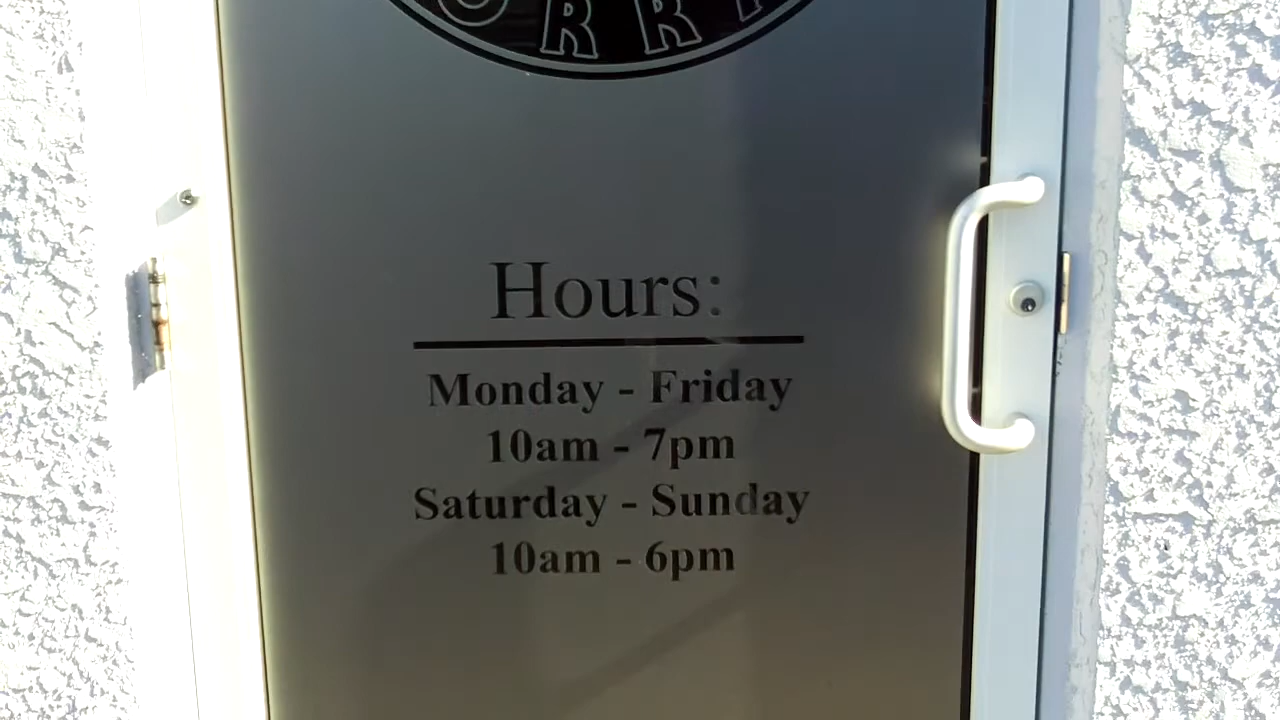 Hours:
Monday - Friday
10am - 7pm
Saturday - Sunday
10am - 6pm